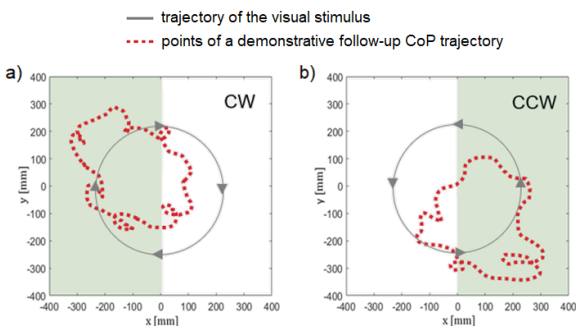 trajectory of the visual stimulus
points of a demonstrative follow-up CoP trajectory
a)
CW
400
300
200
100
0
-100
-200
-300
-400
y [mm]
-400 -300 -200 -100 0 100 200 300 400
x [mm]
b)
CCW
400
300
200
100
0
-100
-200
-300
-400
y [mm]
-400 -300 -200 -100 0 100 200 300 400
x [mm]